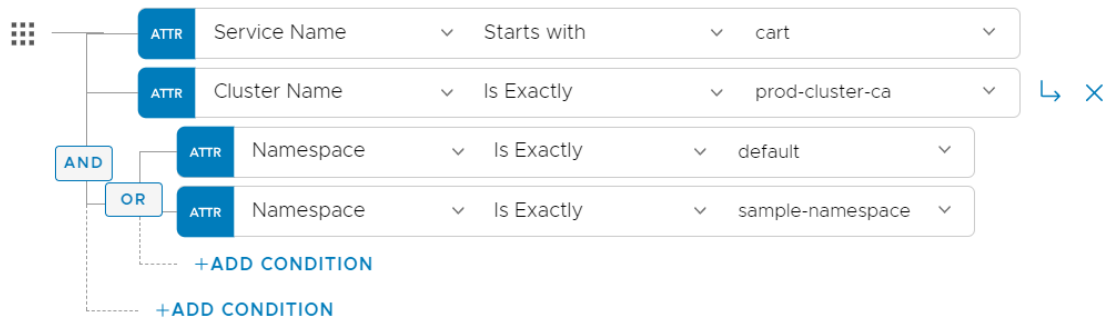 ATTR Service Name Starts with cart
ATTR Cluster Name Is Exactly prod-cluster-ca
ATTR Namespace Is Exactly default
AND
OR
ATTR Namespace Is Exactly sample-namespace
+ADD CONDITION
+ADD CONDITION